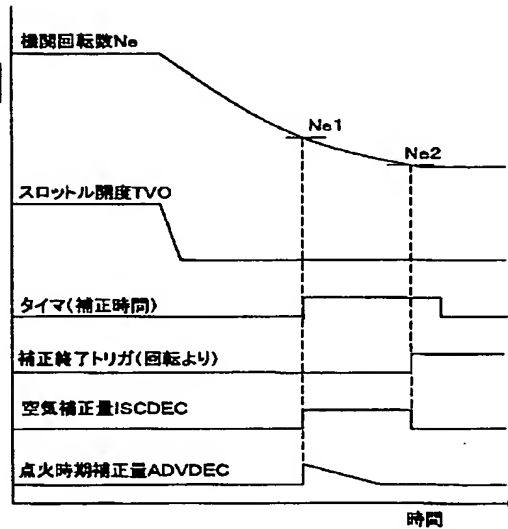 機関回転数Ne
Ne1
Ne2
スロットル開度TVO
タイマ(補正時間)
補正終了トリガ(回転より)
空気補正量ISCDEC
点火時期補正量ADVDEC
時間